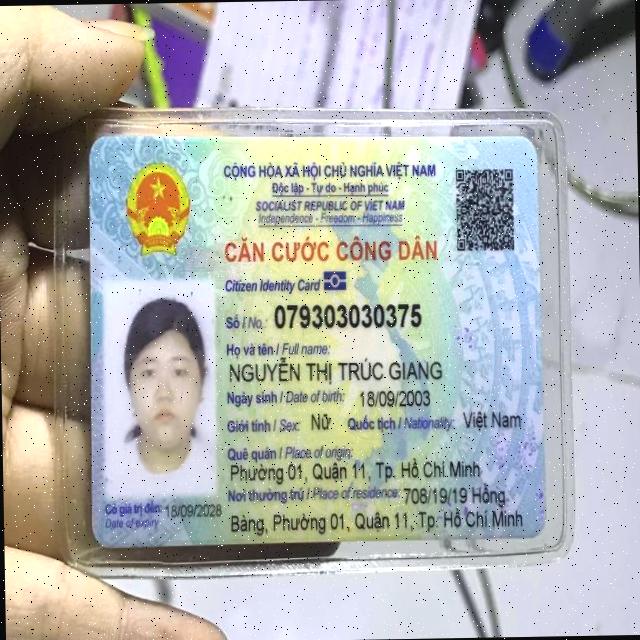 CỘNG HÒA XÃ HỘI CHỦ NGHĨA VIỆT NAM
Độc lập - Tự do - Hạnh phúc
SOCIALIST REPUBLIC OF VIET NAM
Independence - Freedom - Happiness
CĂN CƯỚC CÔNG DÂN
Citizen Identity Card
Số / No.: 079303030375
Họ và tên / Full name:
NGUYỄN THỊ TRÚC GIANG
Ngày sinh / Date of birth: 18/09/2003
Giới tính / Sex: Nữ Quốc tịch / Nationality: Việt Nam
Quê quán / Place of origin:
Phường 01, Quận 11, Tp. Hồ Chí Minh
Nơi thường trú / Place of residence: 708/19/19 Hồng
Bàng, Phường 01, Quận 11, Tp. Hồ Chí Minh
Có giá trị đến: 18/09/2028
Date of expiry